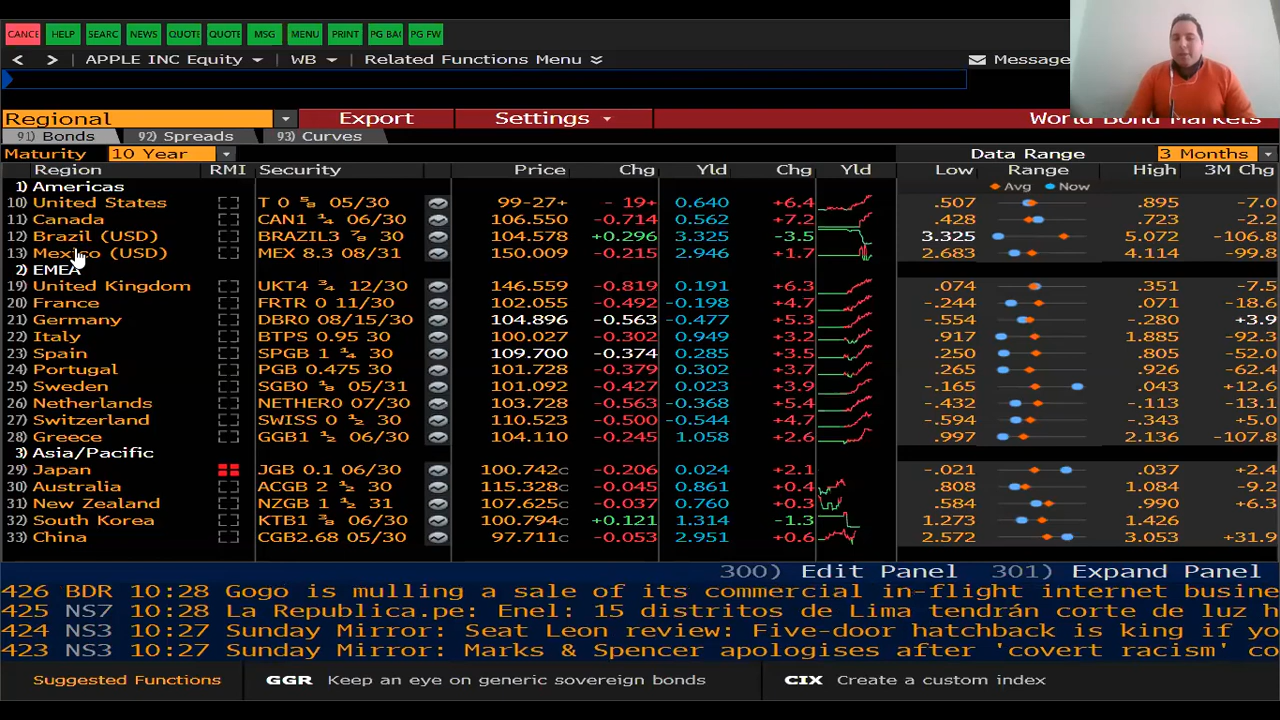 CANCE HELP SEARC NEWS QUOTE QUOTE MSG MENU PRINT PG BAC PG FW
< > APPLE INC Equity WB Related Functions Menu Message
Regional Export Settings World Bond Markets
91) Bonds 92) Spreads 93) Curves
Maturity 10 Year Data Range 3 Months
Region RMI Security Price Chg Yld Chg Yld Low Range High 3M Chg
1) Americas Avg Now
10) United States T 0 ⅝ 05/30 99-27+ - 19+ 0.640 +6.4 .507 .895 -7.0
11) Canada CAN1 ¼ 06/30 106.550 -0.714 0.562 +7.2 .428 .723 -2.2
12) Brazil (USD) BRAZIL3 ⅞ 30 104.578 +0.296 3.325 -3.5 3.325 5.072 -106.8
13) Mexico (USD) MEX 8.3 08/31 150.009 -0.215 2.946 +1.7 2.683 4.114 -99.8
2) EMEA
19) United Kingdom UKT4 ¾ 12/30 146.559 -0.819 0.191 +6.3 .074 .351 -7.5
20) France FRTR 0 11/30 102.055 -0.492 -0.198 +4.7 -.244 .071 -18.6
21) Germany DBR0 08/15/30 104.896 -0.563 -0.477 +5.3 -.554 -.280 +3.9
22) Italy BTPS 0.95 30 100.027 -0.302 0.949 +3.2 .917 1.885 -92.3
23) Spain SPGB 1 ¼ 30 109.700 -0.374 0.285 +3.5 .250 .805 -52.0
24) Portugal PGB 0.475 30 101.728 -0.379 0.302 +3.7 .265 .926 -62.4
25) Sweden SGB0 ⅛ 05/31 101.092 -0.427 0.023 +3.9 -.165 .043 +12.6
26) Netherlands NETHER0 07/30 103.728 -0.563 -0.368 +5.4 -.432 -.113 -13.1
27) Switzerland SWISS 0 ½ 30 110.523 -0.500 -0.544 +4.7 -.594 -.343 +5.0
28) Greece GGB1 ½ 06/30 104.110 -0.245 1.058 +2.6 .997 2.136 -107.8
3) Asia/Pacific
29) Japan JGB 0.1 06/30 100.742c -0.206 0.024 +2.1 -.021 .037 +2.4
30) Australia ACGB 2 ½ 30 115.328c -0.045 0.861 +0.4 .808 1.084 -9.2
31) New Zealand NZGB 1 ½ 31 107.625c -0.037 0.760 +0.3 .584 .990 +6.3
32) South Korea KTB1 ⅜ 06/30 100.794c +0.121 1.314 -1.3 1.273 1.426
33) China CGB2.68 05/30 97.711c -0.053 2.951 +0.6 2.572 3.053 +31.9
300) Edit Panel 301) Expand Panel
426 BDR 10:28 Gogo is mulling a sale of its commercial in-flight internet busine
425 NS7 10:28 La Republica.pe: Enel: 15 distritos de Lima tendrán corte de luz h
424 NS3 10:27 Sunday Mirror: Seat Leon review: Five-door hatchback is king if yo
423 NS3 10:27 Sunday Mirror: Marks & Spencer apologises after 'covert racism' co
Suggested Functions GGR Keep an eye on generic sovereign bonds CIX Create a custom index